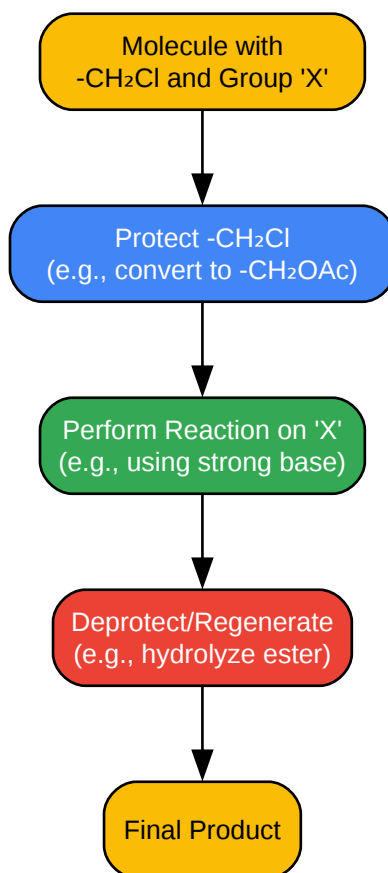 Molecule with
-CH₂Cl and Group 'X'
Protect -CH₂Cl
(e.g., convert to -CH₂OAc)
Perform Reaction on 'X'
(e.g., using strong base)
Deprotect/Regenerate
(e.g., hydrolyze ester)
Final Product